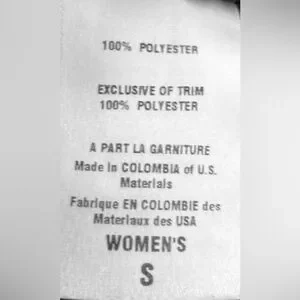 100% POLYESTER
EXCLUSIVE OF TRIM
100% POLYESTER
A PART LA GARNITURE
Made in COLOMBIA of U.S.
Materials
Fabrique EN COLOMBIE des
Materiaux des USA
WOMEN'S
S